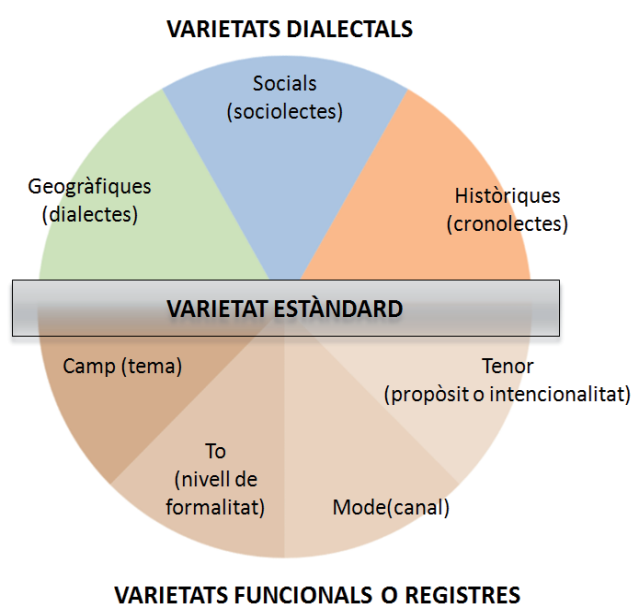 VARIETATS DIALECTALS
Socials
(sociolectes)
Geogràfiques
(dialectes)
Històriques
(cronolectes)
VARIETAT ESTÀNDARD
Camp (tema)
Tenor
(propòsit o intencionalitat)
To
(nivell de
formalitat)
Mode(canal)
VARIETATS FUNCIONALS O REGISTRES